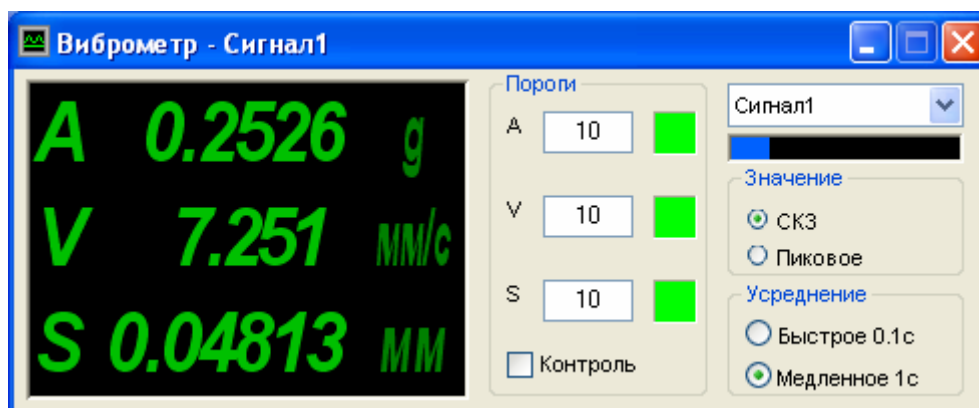 Виброметр - Сигнал1
A 0.2526 g
V 7.251 мм/с
S 0.04813 мм
Пороги
A 10
V 10
S 10
Контроль
Сигнал1
Значение
СКЗ
Пиковое
Усреднение
Быстрое 0.1с
Медленное 1с